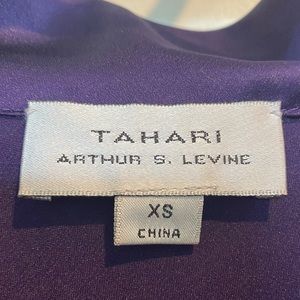 TAHARI
ARTHUR S. LEVINE
XS
CHINA